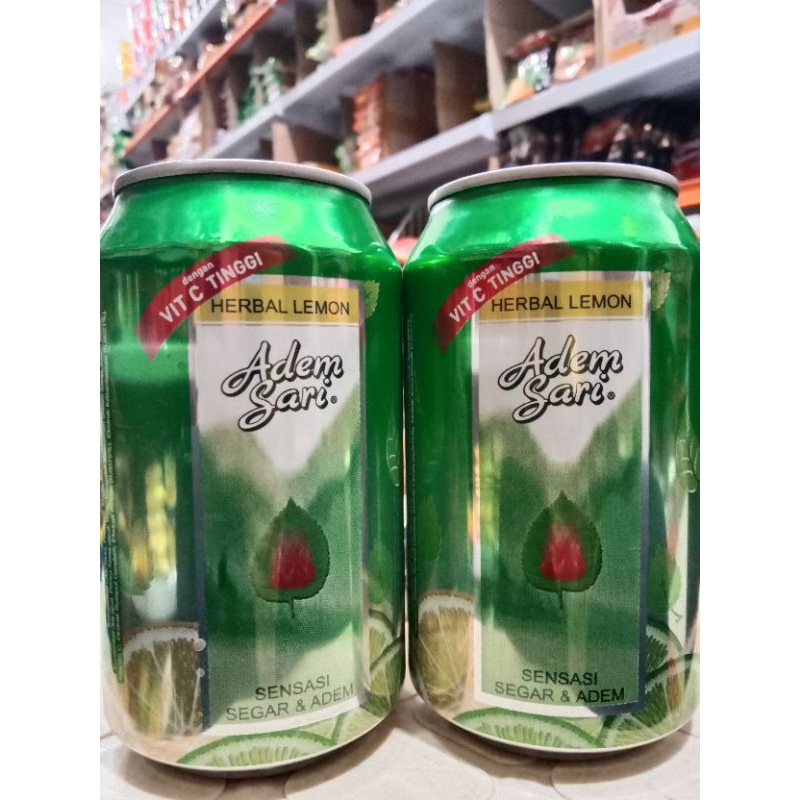 dengan
VIT C TINGGI
HERBAL LEMON
Adem
Sari®
SENSASI
SEGAR & ADEM
dengan
VIT C TINGGI
HERBAL LEMON
Adem
Sari®
SENSASI
SEGAR & ADEM